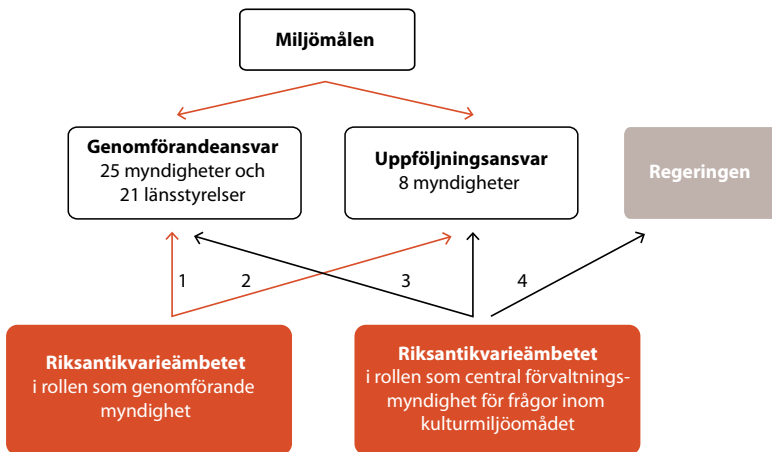 Miljömålen
Genomförandeansvar
25 myndigheter och
21 länsstyrelser
Uppföljningsansvar
8 myndigheter
Regeringen
1
2
3
4
Riksantikvarieämbetet
i rollen som genomförande
myndighet
Riksantikvarieämbetet
i rollen som central förvaltnings-
myndighet för frågor inom
kulturmiljöomådet